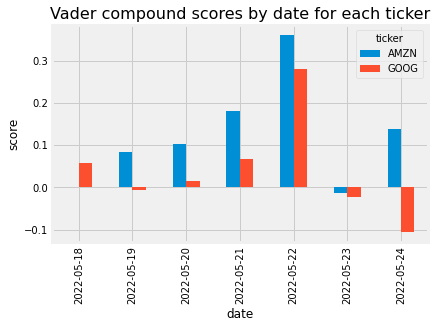 Vader compound scores by date for each ticker
ticker
AMZN
GOOG
score
0.3
0.2
0.1
0.0
−0.1
2022-05-18
2022-05-19
2022-05-20
2022-05-21
2022-05-22
2022-05-23
2022-05-24
date